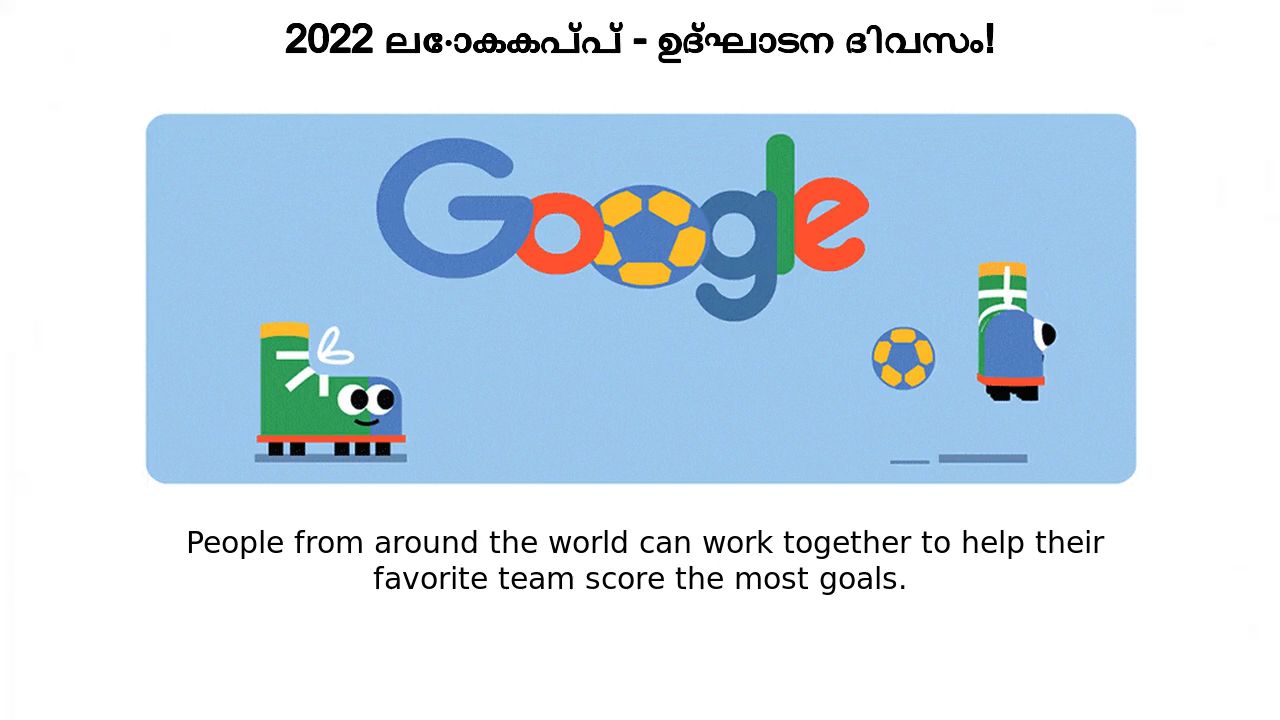 2022 ലോകകപ്പ് - ഉദ്ഘാടന ദിവസം!
Google
People from around the world can work together to help their
favorite team score the most goals.